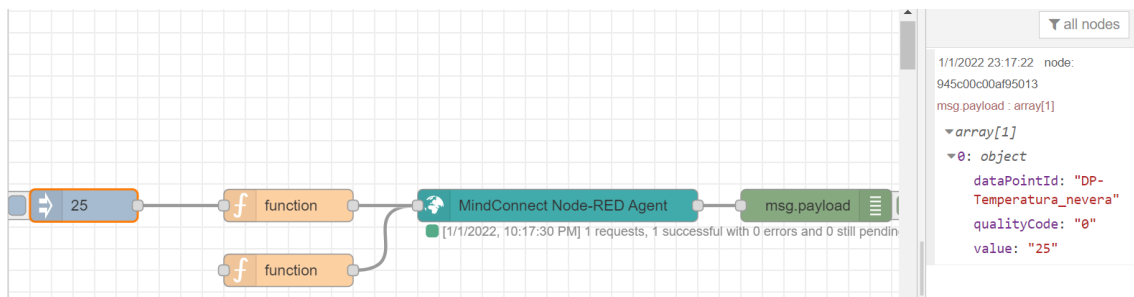 all nodes
1/1/2022 23:17:22 node:
945c00c00af95013
msg.payload : array[1]
array[1]
0: object
dataPointId: "DP-
Temperatura_nevera"
qualityCode: "0"
value: "25"
25
function
MindConnect Node-RED Agent
msg.payload
[1/1/2022, 10:17:30 PM] 1 requests, 1 successful with 0 errors and 0 still pendin
function